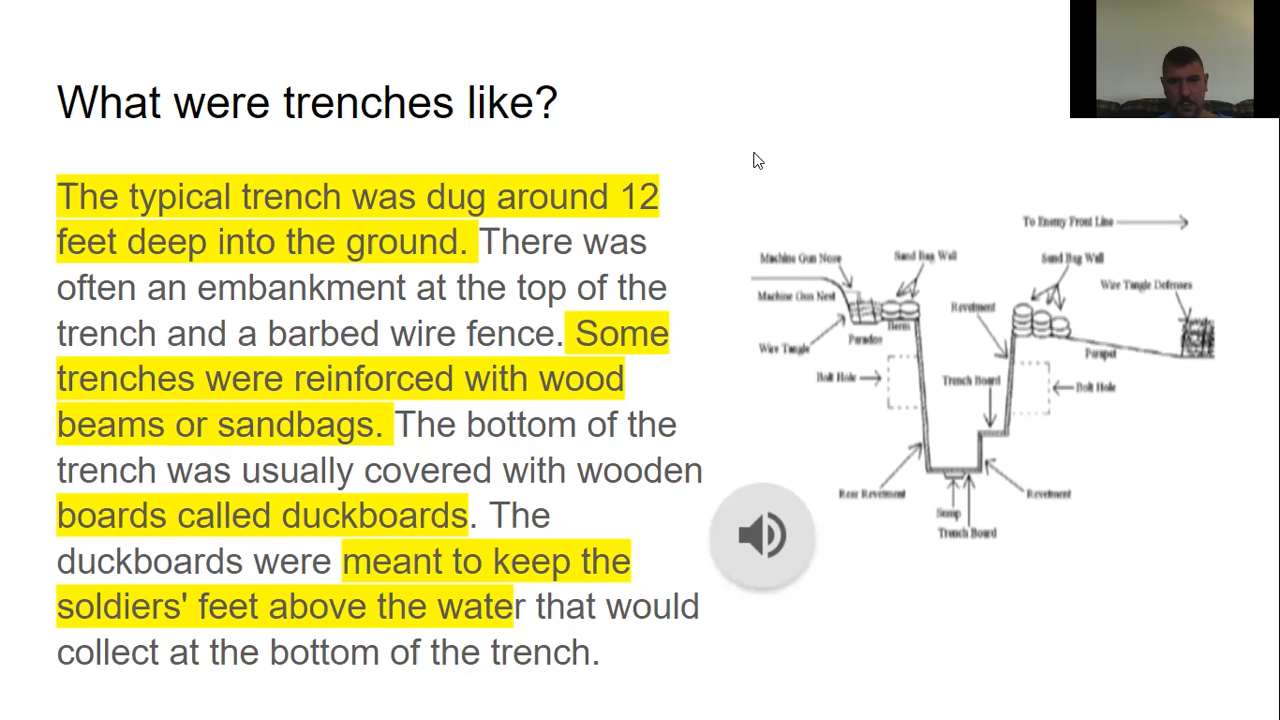 What were trenches like?
The typical trench was dug around 12
feet deep into the ground. There was
often an embankment at the top of the
trench and a barbed wire fence. Some
trenches were reinforced with wood
beams or sandbags. The bottom of the
trench was usually covered with wooden
boards called duckboards. The
duckboards were meant to keep the
soldiers' feet above the water that would
collect at the bottom of the trench.
To Enemy Front Line
Machine Gun Nose
Sand Bag Wall
Sand Bag Wall
Machine Gun Nest
Wire Tangle Defenses
Revetment
Berm
Wire Tangle
Parados
Parapet
Bolt Hole
Trench Board
Bolt Hole
Rear Revetment
Revetment
Sump
Trench Board